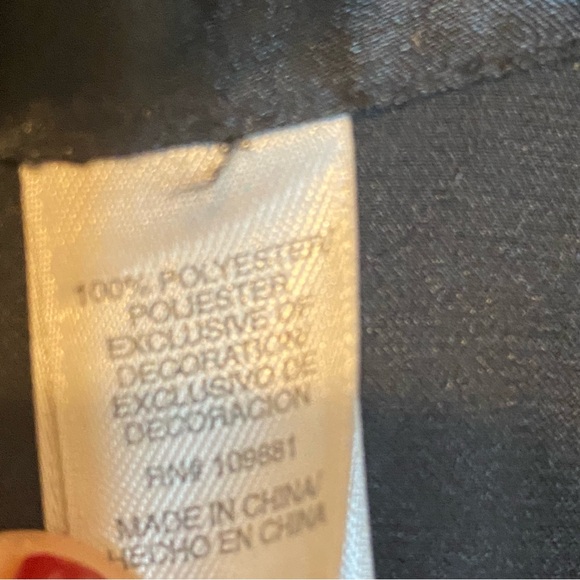 100% POLYESTER/
POLIESTER
EXCLUSIVE OF
DECORATION/
EXCLUSIVO DE
DECORACION
RN# 109881
MADE IN CHINA/
HECHO EN CHINA